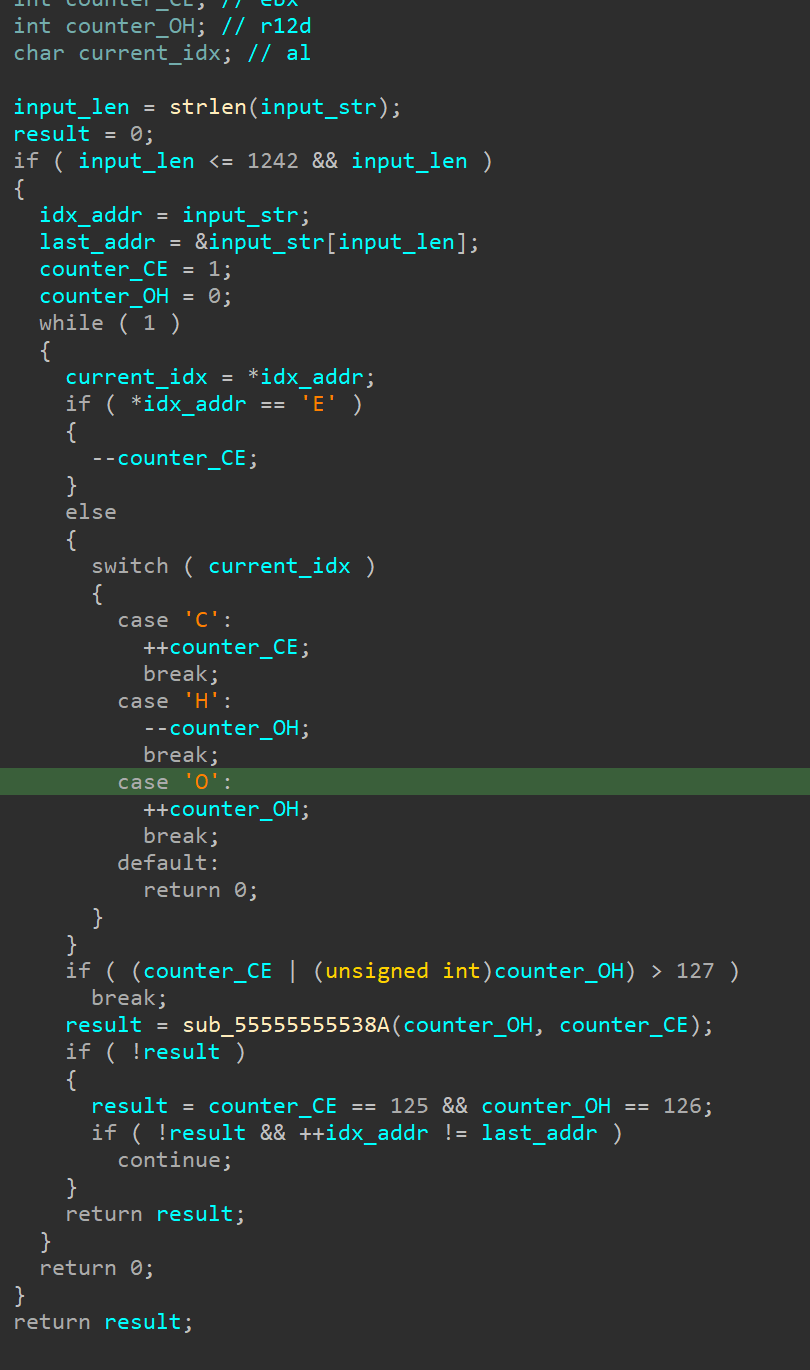 int counter_CE; // ebx
int counter_OH; // r12d
char current_idx; // al
input_len = strlen(input_str);
result = 0;
if ( input_len <= 1242 && input_len )
{
  idx_addr = input_str;
  last_addr = &input_str[input_len];
  counter_CE = 1;
  counter_OH = 0;
  while ( 1 )
  {
    current_idx = *idx_addr;
    if ( *idx_addr == 'E' )
    {
      --counter_CE;
    }
    else
    {
      switch ( current_idx )
      {
        case 'C':
          ++counter_CE;
          break;
        case 'H':
          --counter_OH;
          break;
        case 'O':
          ++counter_OH;
          break;
        default:
          return 0;
      }
    }
    if ( (counter_CE | (unsigned int)counter_OH) > 127 )
      break;
    result = sub_55555555538A(counter_OH, counter_CE);
    if ( !result )
    {
      result = counter_CE == 125 && counter_OH == 126;
      if ( !result && ++idx_addr != last_addr )
        continue;
    }
    return result;
  }
  return 0;
}
return result;